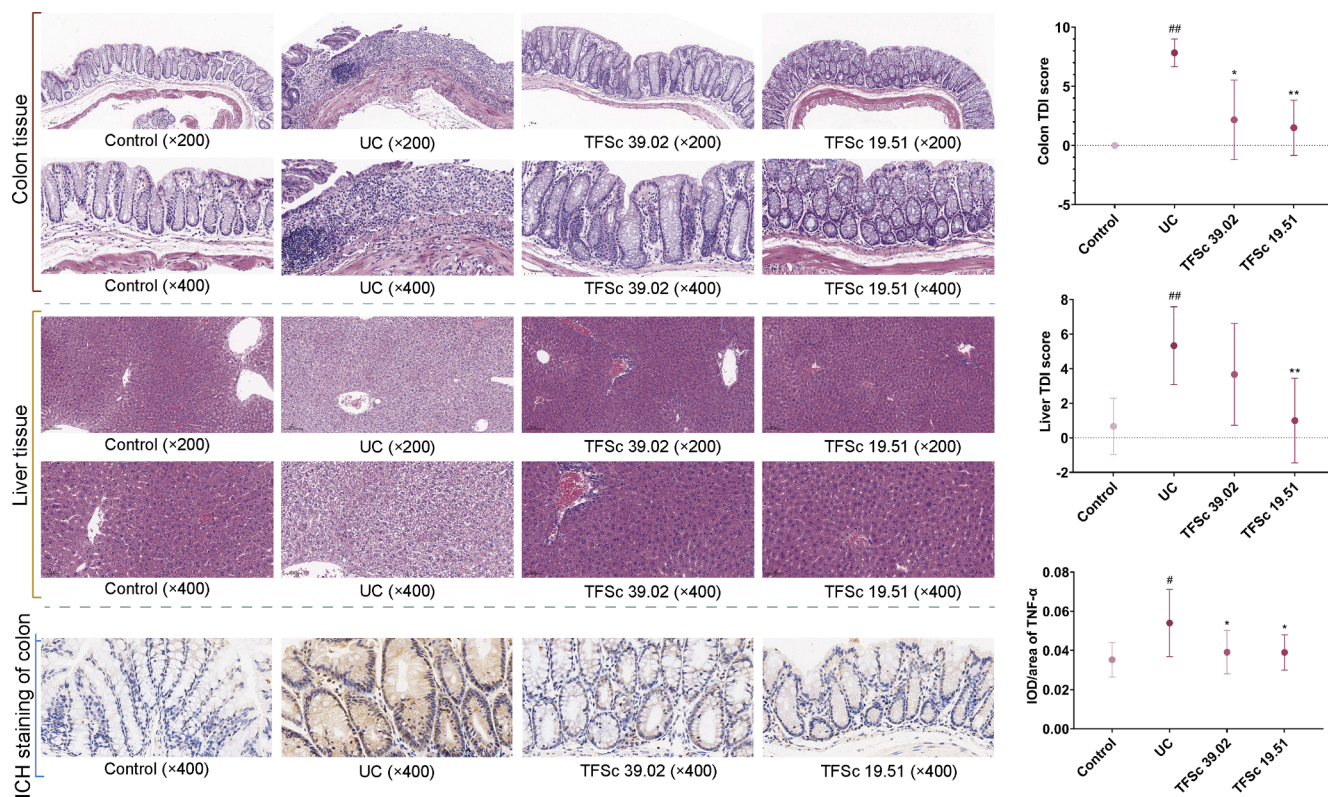 Colon tissue
Control (×200) UC (×200) TFSc 39.02 (×200) TFSc 19.51 (×200)
Control (×400) UC (×400) TFSc 39.02 (×400) TFSc 19.51 (×400)
Liver tissue
Control (×200) UC (×200) TFSc 39.02 (×200) TFSc 19.51 (×200)
Control (×400) UC (×400) TFSc 39.02 (×400) TFSc 19.51 (×400)
ICH staining of colon
Control (×400) UC (×400) TFSc 39.02 (×400) TFSc 19.51 (×400)
Colon TDI score
10
5
0
-5
##
*
**
Control UC TFSc 39.02 TFSc 19.51
Liver TDI score
8
6
4
2
0
-2
##
**
Control UC TFSc 39.02 TFSc 19.51
IOD/area of TNF-α
0.08
0.06
0.04
0.02
0.00
#
*
*
Control UC TFSc 39.02 TFSc 19.51